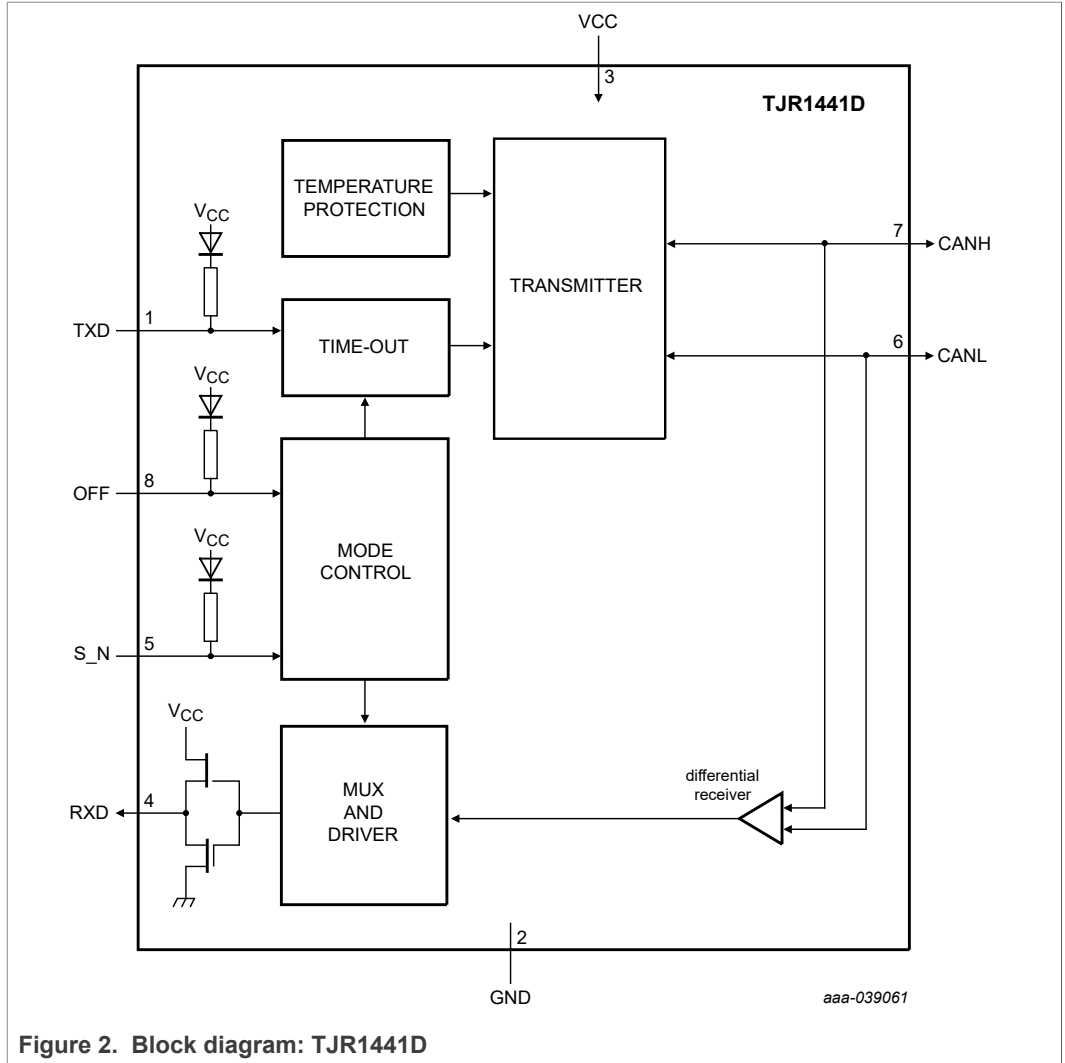 VCC
3
TJR1441D
TEMPERATURE
PROTECTION
VCC
7
CANH
TRANSMITTER
1
TXD
TIME-OUT
6
CANL
VCC
8
OFF
MODE
CONTROL
VCC
5
S_N
VCC
differential
receiver
MUX
AND
DRIVER
4
RXD
2
GND
aaa-039061
Figure 2. Block diagram: TJR1441D